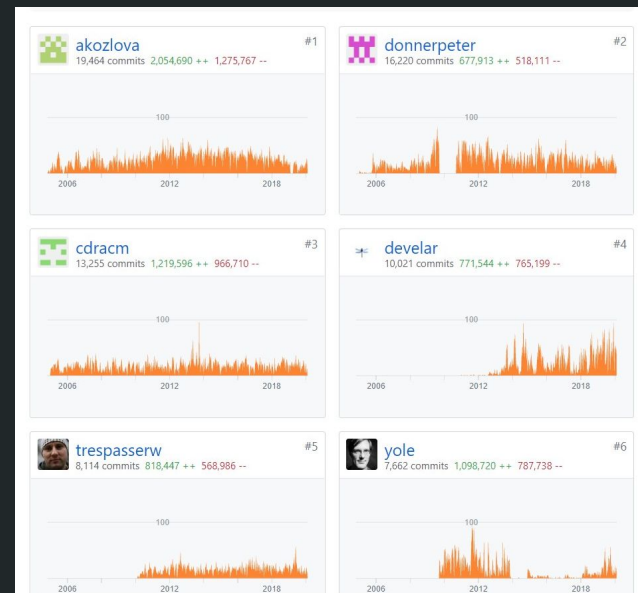 akozlova #1
19,464 commits 2,054,690 ++ 1,275,767 --
100
2006 2012 2018
donnerpeter #2
16,220 commits 677,913 ++ 518,111 --
100
2006 2012 2018
cdracm #3
13,255 commits 1,219,596 ++ 966,710 --
100
2006 2012 2018
develar #4
10,021 commits 771,544 ++ 765,199 --
100
2006 2012 2018
trespasserw #5
8,114 commits 818,447 ++ 568,986 --
100
2006 2012 2018
yole #6
7,662 commits 1,098,720 ++ 787,738 --
100
2006 2012 2018